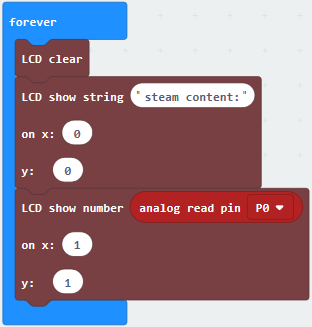 forever
LCD clear
LCD show string "steam content:"
on x: 0
y: 0
LCD show number analog read pin P0
on x: 1
y: 1